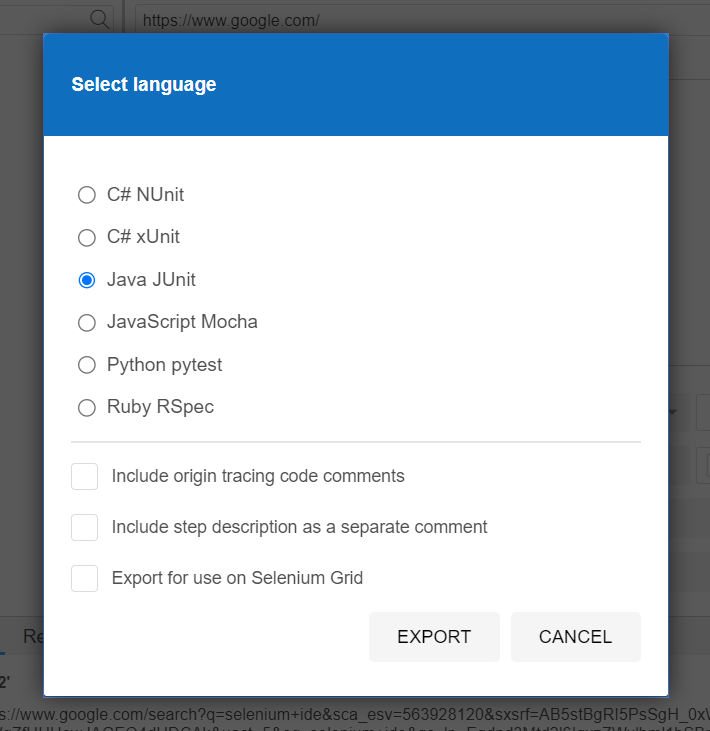 https://www.google.com/
Select language
C# NUnit
C# xUnit
Java JUnit
JavaScript Mocha
Python pytest
Ruby RSpec
Include origin tracing code comments
Include step description as a separate comment
Export for use on Selenium Grid
EXPORT CANCEL
Re
2'
s://www.google.com/search?q=selenium+ide&sca_esv=563928120&sxsrf=AB5stBgRI5PsSgH_0x